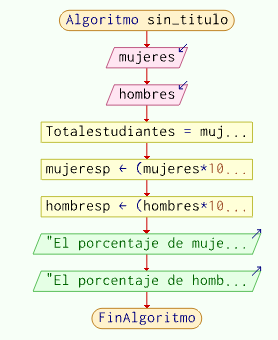 Algoritmo sin_titulo
mujeres
hombres
Totalestudiantes = muj...
mujeresp ← (mujeres*10...
hombresp ← (hombres*10...
"El porcentaje de muje...
"El porcentaje de homb...
FinAlgoritmo